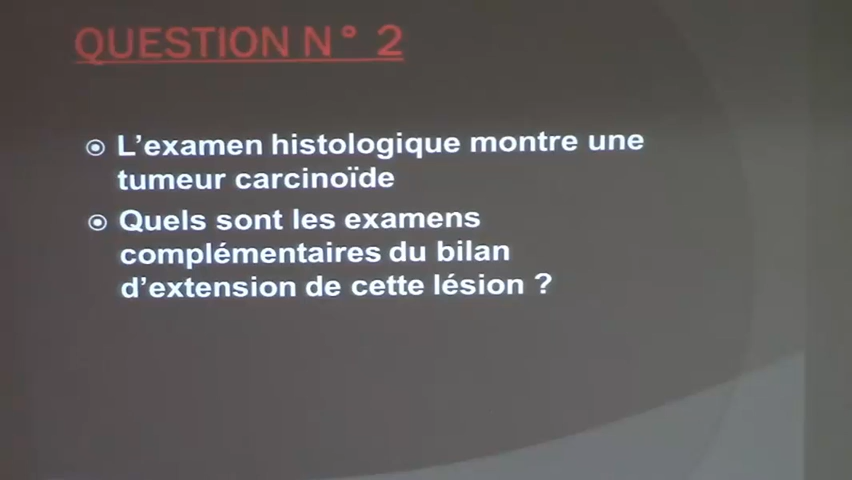 QUESTION N° 2
L'examen histologique montre une
tumeur carcinoïde
Quels sont les examens
complémentaires du bilan
d'extension de cette lésion ?